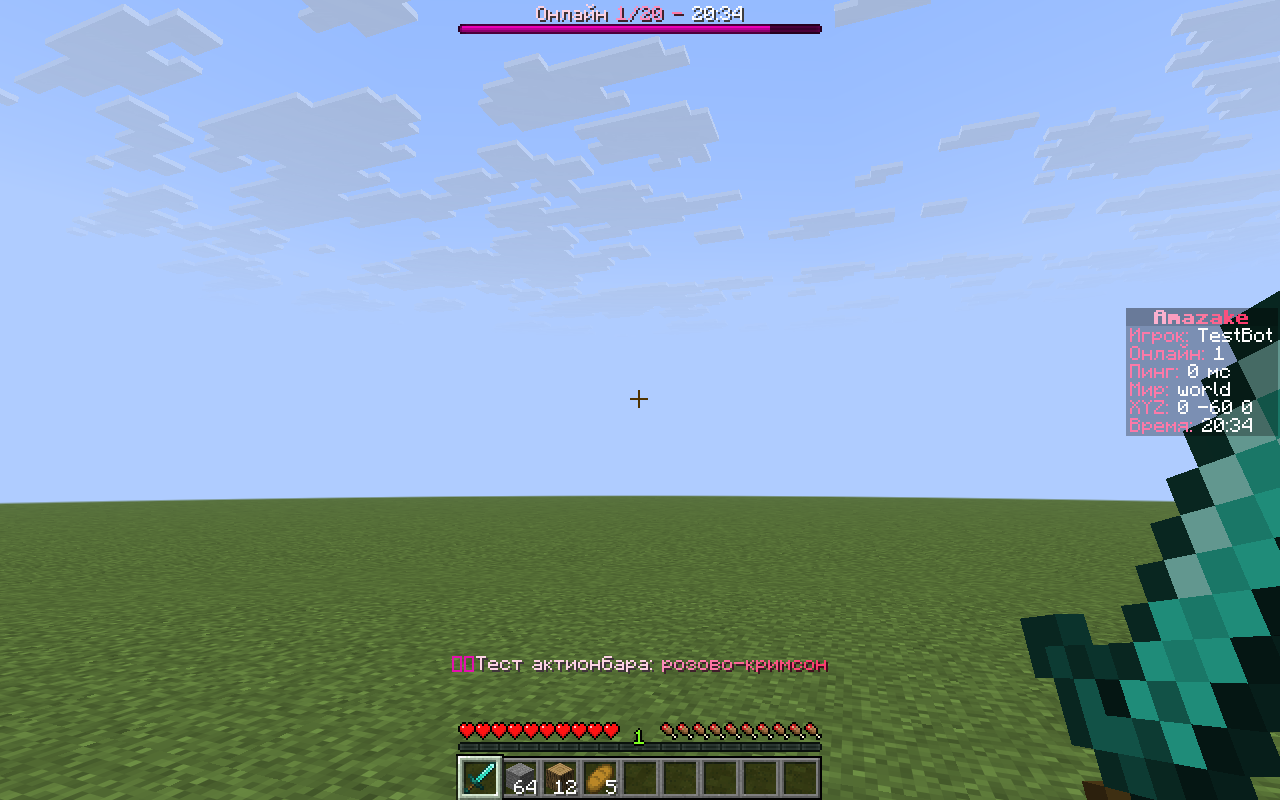 Онлайн 1/20 - 20:34
Amazake
Игрок: TestBot
Онлайн: 1
Пинг: 0 мс
Мир: world
XYZ: 0 -60 0
Время: 20:34
Тест актионбара: розово-кримсон
1
64 12 5